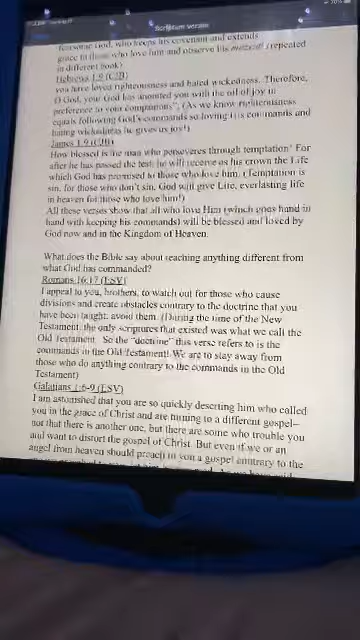 Scripture version
70%
God, who keeps his covenant and extends
grace to those who love him and observe his (repeated
in different book)
Hebrews 1:9 (CJB)
you have loved righteousness and hated wickedness. Therefore,
O God, your God has anointed you with the oil of joy in
preference to your companions". (As we know righteousness
equals following God's commands so loving his commands and
hating wickedness he gives us joy!)
James (CJB)
How blessed is the man who perseveres through temptation! For
after he has passed the test, he will receive as his crown the Life
which God has promised to those who love him. (Temptation is
sin, for those who don't sin, God will give Life, everlasting life
in heaven for those who love him!)
All these verses show that all who love Him (which goes hand in
hand with keeping his commands) will be blessed and loved by
God now and in the Kingdom of Heaven.
What does the Bible say about teaching anything different from
what God has commanded?
Romans 16:17 (ESV)
I appeal to you, brothers, to watch out for those who cause
divisions and create obstacles contrary to the doctrine that you
have been taught; avoid them. (During the time of the New
Testament, the only scriptures that existed was what we call the
Old Testament. So the "doctrine" this verse refers to is the
commands in the Old Testament! We are to stay away from
those who do anything contrary to the commands in the Old
Testament)
Galatians 1:6-9 (ESV)
I am astonished that you are so quickly deserting him who called
you in the grace of Christ and are turning to a different gospel—
not that there is another one, but there are some who trouble you
and want to distort the gospel of Christ. But even if we or an
angel from heaven should preach to you a gospel contrary to the